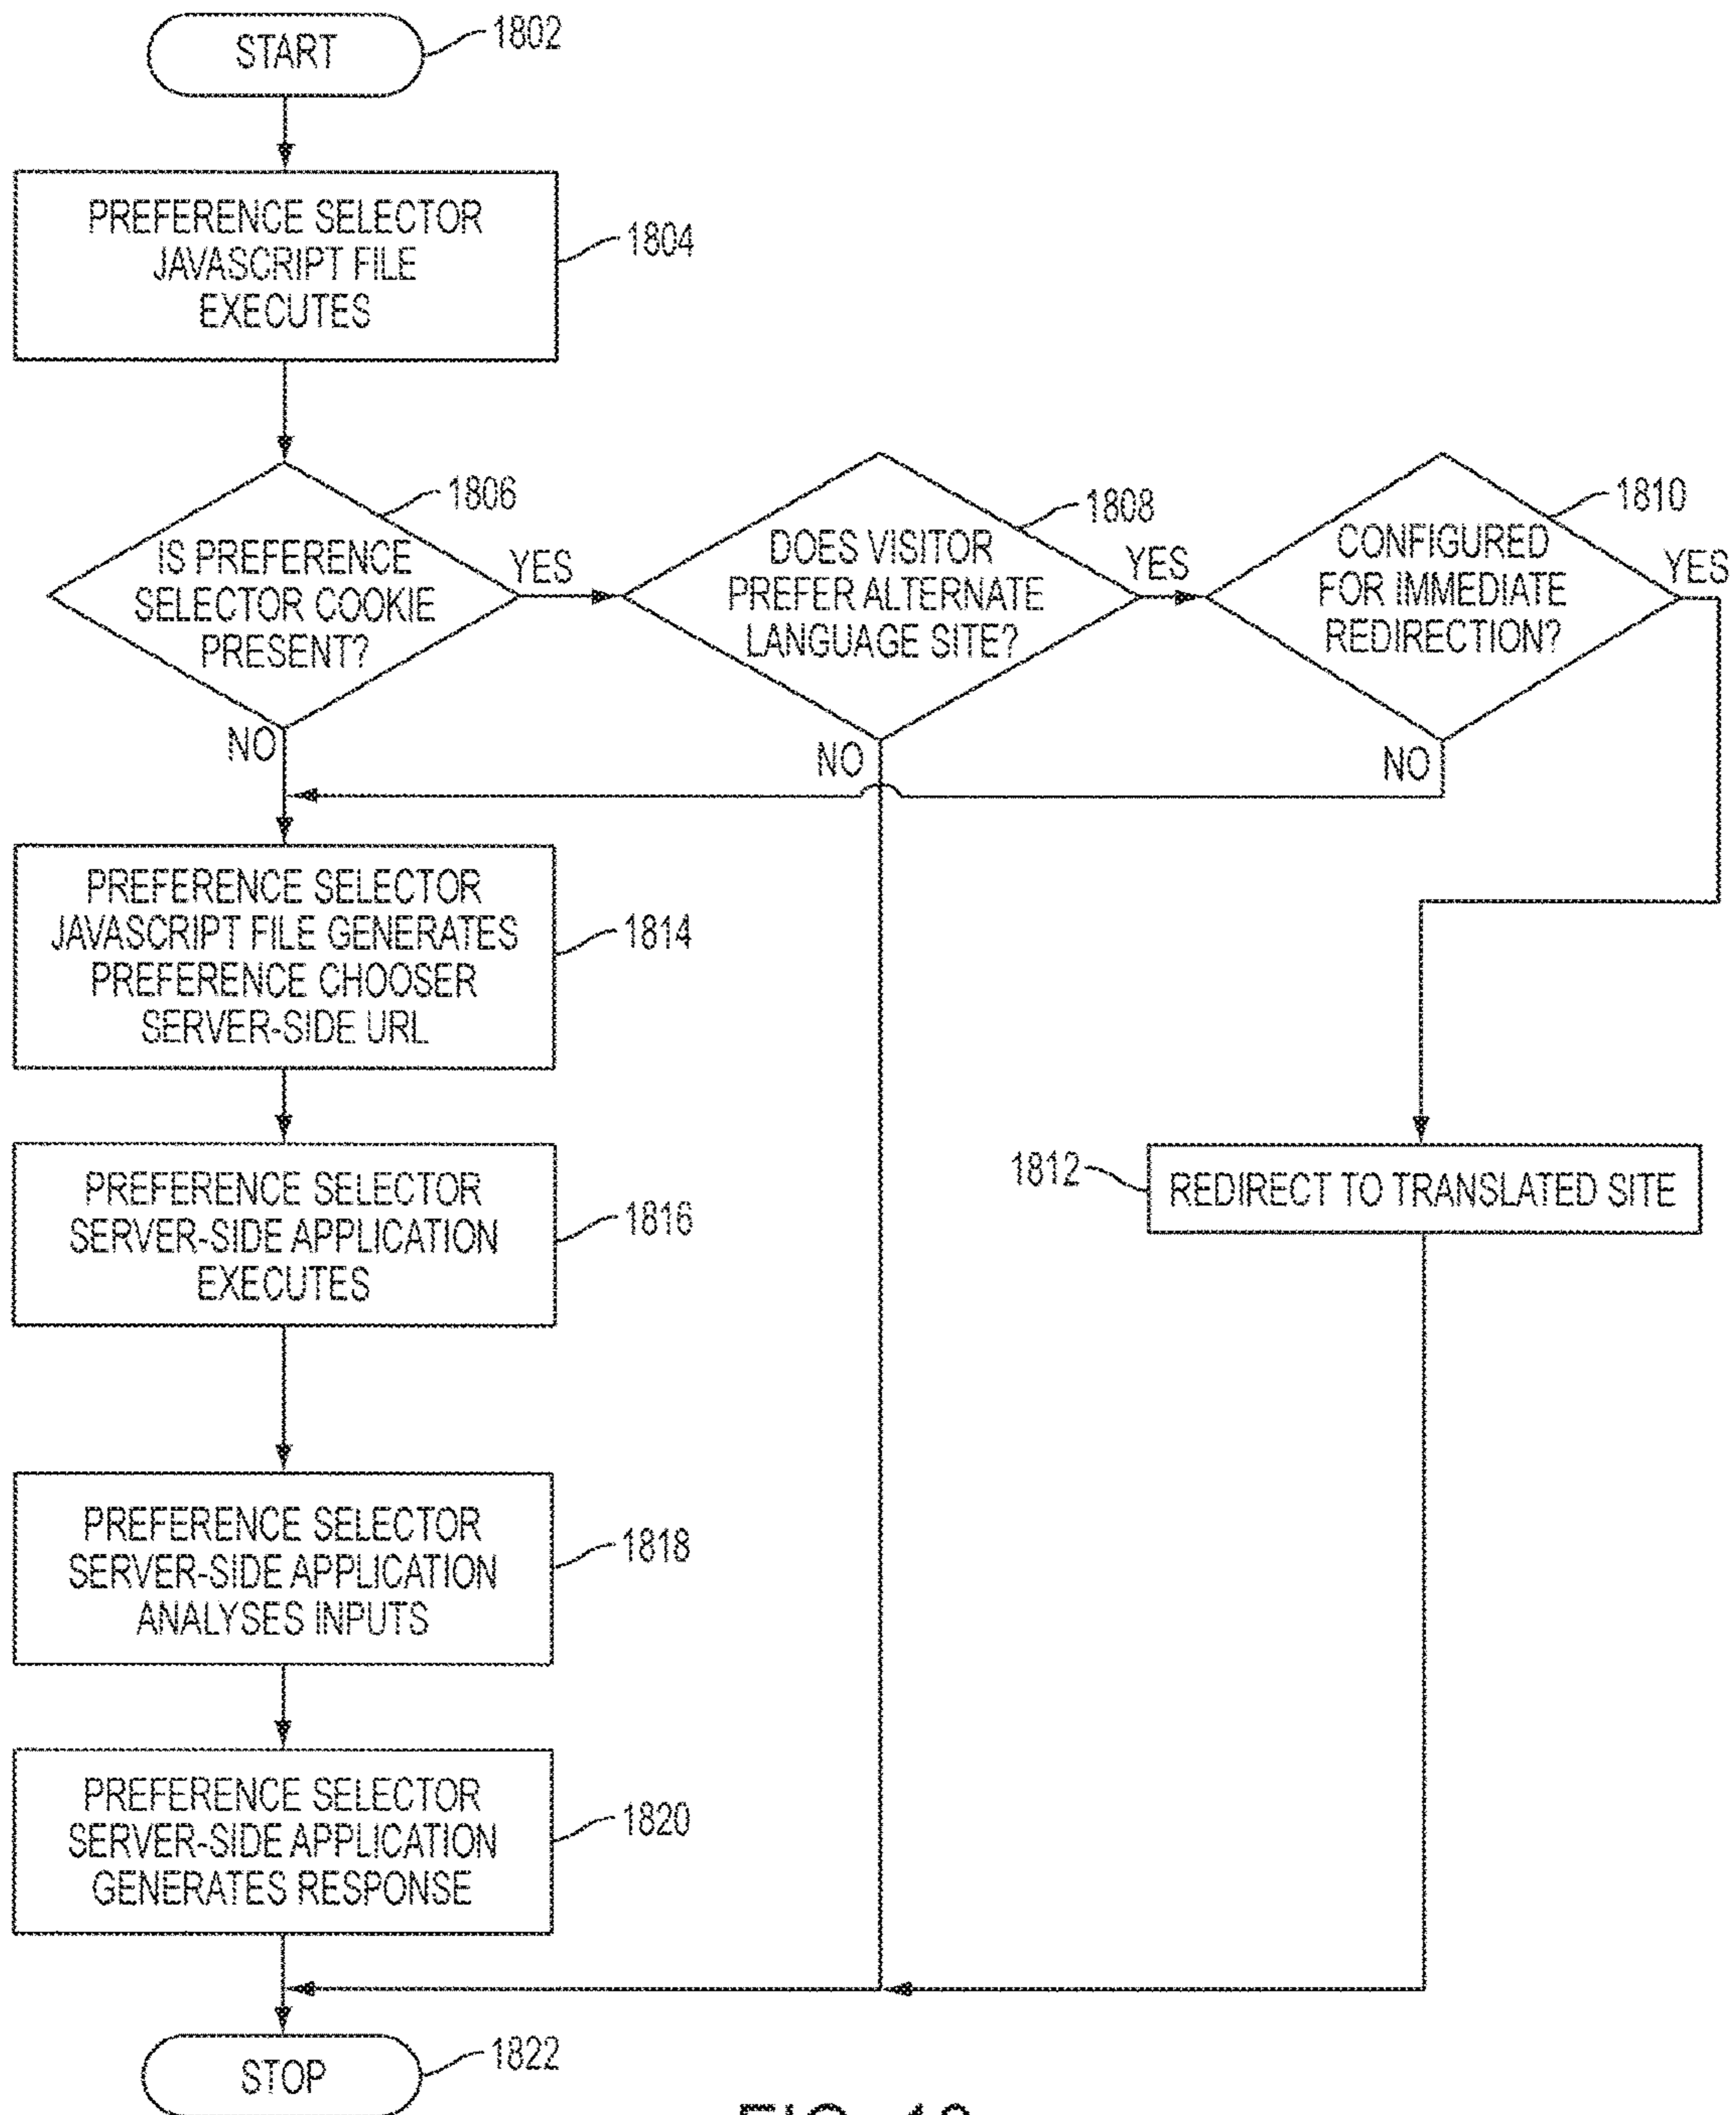 START
1802
PREFERENCE SELECTOR
JAVASCRIPT FILE
EXECUTES
1804
IS PREFERENCE
SELECTOR COOKIE
PRESENT?
1806
YES
NO
DOES VISITOR
PREFER ALTERNATE
LANGUAGE SITE?
1808
YES
NO
CONFIGURED
FOR IMMEDIATE
REDIRECTION?
1810
YES
NO
PREFERENCE SELECTOR
JAVASCRIPT FILE GENERATES
PREFERENCE CHOOSER
SERVER-SIDE URL
1814
PREFERENCE SELECTOR
SERVER-SIDE APPLICATION
EXECUTES
1816
1812
REDIRECT TO TRANSLATED SITE
PREFERENCE SELECTOR
SERVER-SIDE APPLICATION
ANALYSES INPUTS
1818
PREFERENCE SELECTOR
SERVER-SIDE APPLICATION
GENERATES RESPONSE
1820
STOP
1822